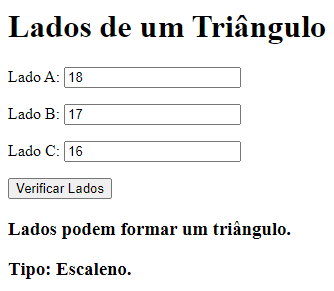 Lados de um Triângulo
Lado A: 18
Lado B: 17
Lado C: 16
Verificar Lados
Lados podem formar um triângulo.
Tipo: Escaleno.